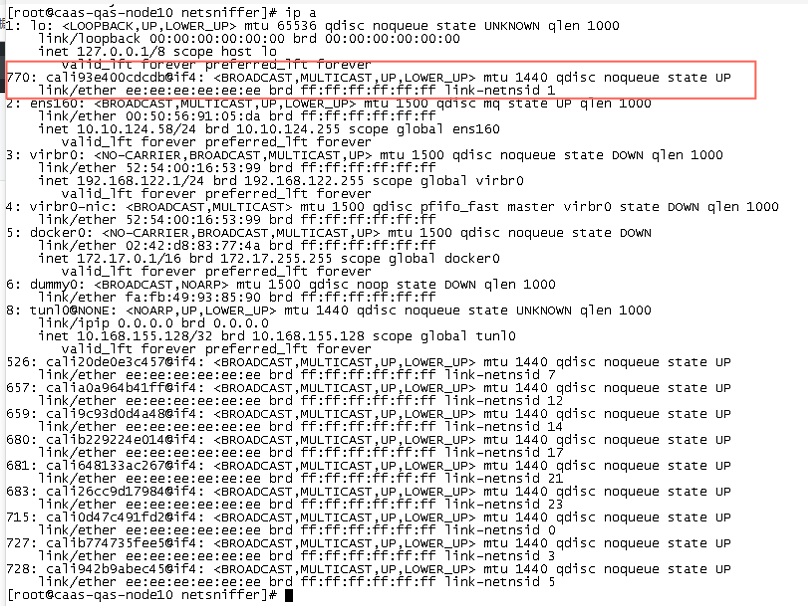 [root@caas-qas-node10 netsniffer]# ip a
1: lo: <LOOPBACK,UP,LOWER_UP> mtu 65536 qdisc noqueue state UNKNOWN qlen 1000
    link/loopback 00:00:00:00:00:00 brd 00:00:00:00:00:00
    inet 127.0.0.1/8 scope host lo
       valid_lft forever preferred_lft forever
770: cali93e400cdcdb@if4: <BROADCAST,MULTICAST,UP,LOWER_UP> mtu 1440 qdisc noqueue state UP
    link/ether ee:ee:ee:ee:ee:ee brd ff:ff:ff:ff:ff:ff link-netnsid 1
2: ens160: <BROADCAST,MULTICAST,UP,LOWER_UP> mtu 1500 qdisc mq state UP qlen 1000
    link/ether 00:50:56:91:05:da brd ff:ff:ff:ff:ff:ff
    inet 10.10.124.58/24 brd 10.10.124.255 scope global ens160
       valid_lft forever preferred_lft forever
3: virbr0: <NO-CARRIER,BROADCAST,MULTICAST,UP> mtu 1500 qdisc noqueue state DOWN qlen 1000
    link/ether 52:54:00:16:53:99 brd ff:ff:ff:ff:ff:ff
    inet 192.168.122.1/24 brd 192.168.122.255 scope global virbr0
       valid_lft forever preferred_lft forever
4: virbr0-nic: <BROADCAST,MULTICAST> mtu 1500 qdisc pfifo_fast master virbr0 state DOWN qlen 1000
    link/ether 52:54:00:16:53:99 brd ff:ff:ff:ff:ff:ff
5: docker0: <NO-CARRIER,BROADCAST,MULTICAST,UP> mtu 1500 qdisc noqueue state DOWN
    link/ether 02:42:d8:83:77:4a brd ff:ff:ff:ff:ff:ff
    inet 172.17.0.1/16 brd 172.17.255.255 scope global docker0
       valid_lft forever preferred_lft forever
6: dummy0: <BROADCAST,NOARP> mtu 1500 qdisc noop state DOWN qlen 1000
    link/ether fa:fb:49:93:85:90 brd ff:ff:ff:ff:ff:ff
8: tunl0@NONE: <NOARP,UP,LOWER_UP> mtu 1440 qdisc noqueue state UNKNOWN qlen 1000
    link/ipip 0.0.0.0 brd 0.0.0.0
    inet 10.168.155.128/32 brd 10.168.155.128 scope global tunl0
       valid_lft forever preferred_lft forever
526: cali20de0e3c457@if4: <BROADCAST,MULTICAST,UP,LOWER_UP> mtu 1440 qdisc noqueue state UP
    link/ether ee:ee:ee:ee:ee:ee brd ff:ff:ff:ff:ff:ff link-netnsid 7
657: calia0a964b41ff@if4: <BROADCAST,MULTICAST,UP,LOWER_UP> mtu 1440 qdisc noqueue state UP
    link/ether ee:ee:ee:ee:ee:ee brd ff:ff:ff:ff:ff:ff link-netnsid 12
659: cali9c93d0d4a48@if4: <BROADCAST,MULTICAST,UP,LOWER_UP> mtu 1440 qdisc noqueue state UP
    link/ether ee:ee:ee:ee:ee:ee brd ff:ff:ff:ff:ff:ff link-netnsid 14
680: calib229224e014@if4: <BROADCAST,MULTICAST,UP,LOWER_UP> mtu 1440 qdisc noqueue state UP
    link/ether ee:ee:ee:ee:ee:ee brd ff:ff:ff:ff:ff:ff link-netnsid 17
681: cali648133ac267@if4: <BROADCAST,MULTICAST,UP,LOWER_UP> mtu 1440 qdisc noqueue state UP
    link/ether ee:ee:ee:ee:ee:ee brd ff:ff:ff:ff:ff:ff link-netnsid 21
683: cali26cc9d17984@if4: <BROADCAST,MULTICAST,UP,LOWER_UP> mtu 1440 qdisc noqueue state UP
    link/ether ee:ee:ee:ee:ee:ee brd ff:ff:ff:ff:ff:ff link-netnsid 23
715: cali0d47c491fd2@if4: <BROADCAST,MULTICAST,UP,LOWER_UP> mtu 1440 qdisc noqueue state UP
    link/ether ee:ee:ee:ee:ee:ee brd ff:ff:ff:ff:ff:ff link-netnsid 0
727: calib774735fee5@if4: <BROADCAST,MULTICAST,UP,LOWER_UP> mtu 1440 qdisc noqueue state UP
    link/ether ee:ee:ee:ee:ee:ee brd ff:ff:ff:ff:ff:ff link-netnsid 3
728: cali942b9abec45@if4: <BROADCAST,MULTICAST,UP,LOWER_UP> mtu 1440 qdisc noqueue state UP
    link/ether ee:ee:ee:ee:ee:ee brd ff:ff:ff:ff:ff:ff link-netnsid 5
[root@caas-qas-node10 netsniffer]#